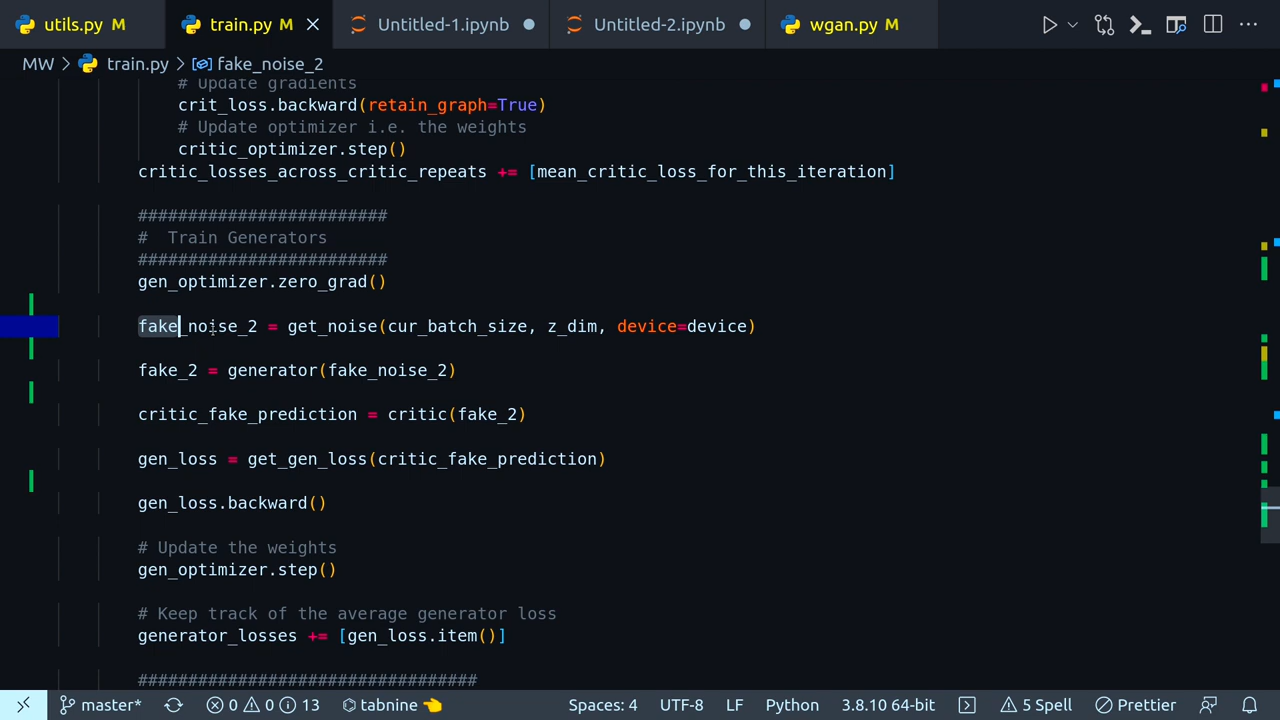 utils.py M train.py M Untitled-1.ipynb Untitled-2.ipynb wgan.py M
MW > train.py > fake_noise_2
# Update gradients
crit_loss.backward(retain_graph=True)
# Update optimizer i.e. the weights
critic_optimizer.step()
critic_losses_across_critic_repeats += [mean_critic_loss_for_this_iteration]
#########################
#  Train Generators
#########################
gen_optimizer.zero_grad()
fake_noise_2 = get_noise(cur_batch_size, z_dim, device=device)
fake_2 = generator(fake_noise_2)
critic_fake_prediction = critic(fake_2)
gen_loss = get_gen_loss(critic_fake_prediction)
gen_loss.backward()
# Update the weights
gen_optimizer.step()
# Keep track of the average generator loss
generator_losses += [gen_loss.item()]
##################################
master* 0 0 13 tabnine Spaces: 4 UTF-8 LF Python 3.8.10 64-bit 5 Spell Prettier